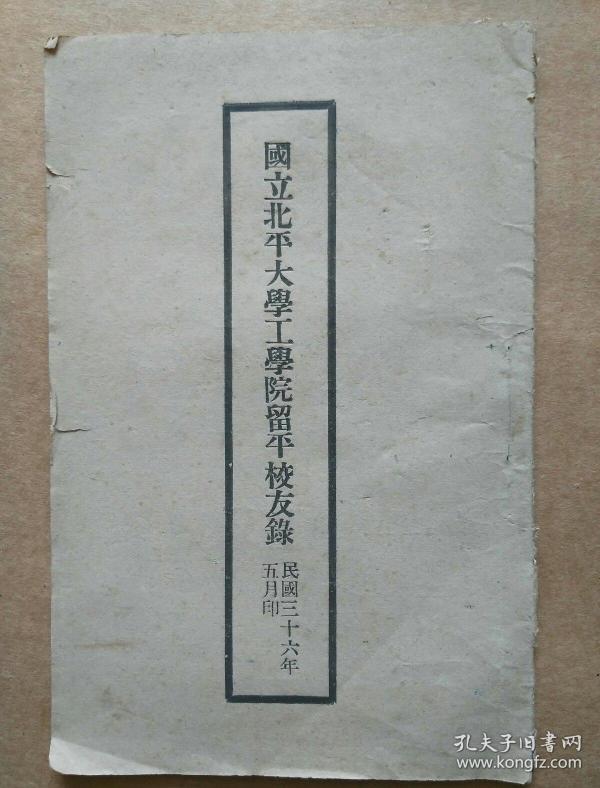 國立北平大學工學院留平校友錄
民國三十六年
五月印
孔夫子旧书网
www.kongfz.com